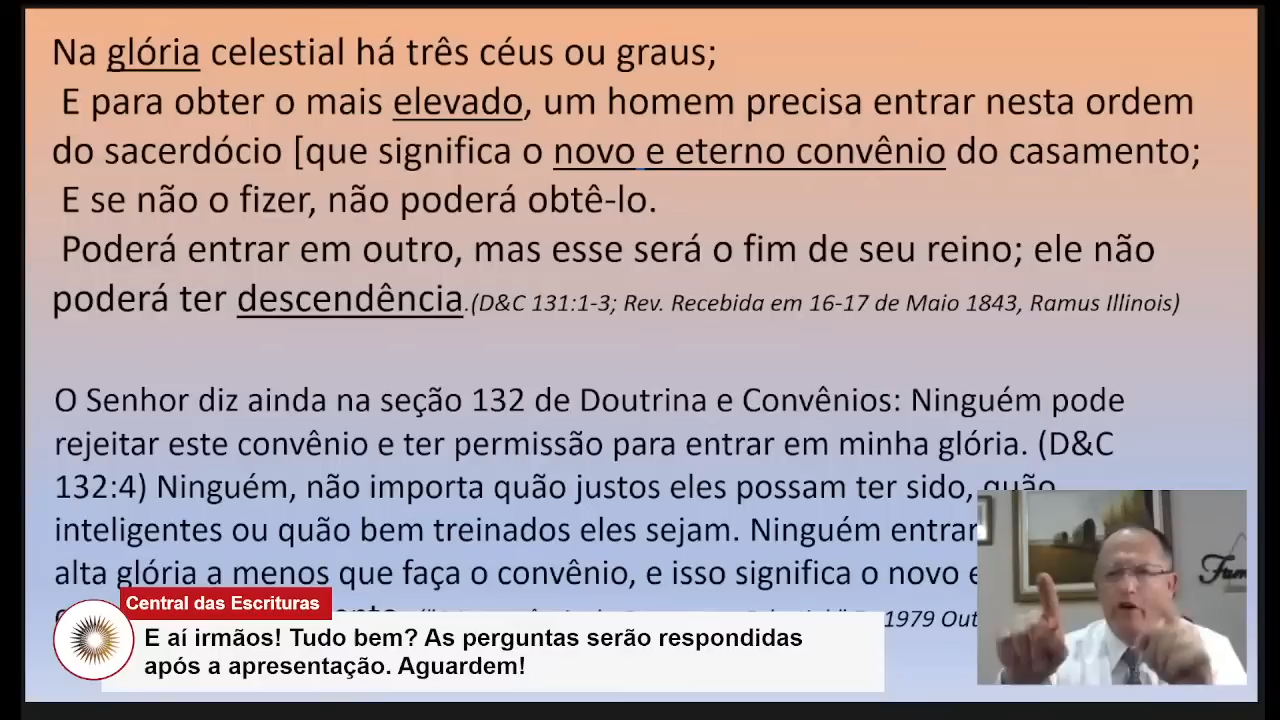 Na glória celestial há três céus ou graus;
E para obter o mais elevado, um homem precisa entrar nesta ordem
do sacerdócio [que significa o novo e eterno convênio do casamento;
E se não o fizer, não poderá obtê-lo.
Poderá entrar em outro, mas esse será o fim de seu reino; ele não
poderá ter descendência.(D&C 131:1-3; Rev. Recebida em 16-17 de Maio 1843, Ramus Illinois)
O Senhor diz ainda na seção 132 de Doutrina e Convênios: Ninguém pode
rejeitar este convênio e ter permissão para entrar em minha glória. (D&C
132:4) Ninguém, não importa quão justos eles possam ter sido, quão
inteligentes ou quão bem treinados eles sejam. Ninguém entrar
alta glória a menos que faça o convênio, e isso significa o novo e
1979 Out
Central das Escrituras
E aí irmãos! Tudo bem? As perguntas serão respondidas
após a apresentação. Aguardem!
Fam